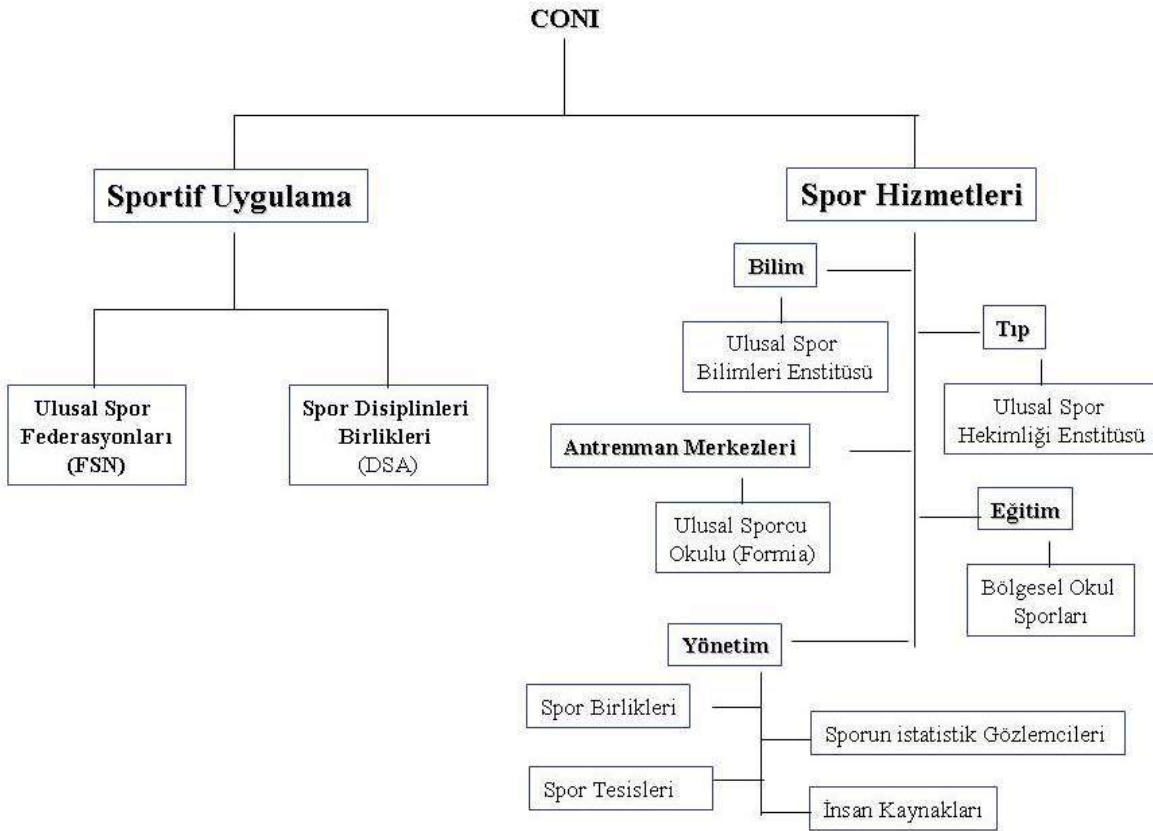 CONI
Sportif Uygulama
Spor Hizmetleri
Ulusal Spor
Federasyonları
(FSN)
Spor Disiplinleri
Birlikleri
(DSA)
Bilim
Ulusal Spor
Bilimleri Enstitüsü
Tıp
Ulusal Spor
Hekimliği Enstitüsü
Antrenman Merkezleri
Ulusal Sporcu
Okulu (Formia)
Eğitim
Bölgesel Okul
Sporları
Yönetim
Spor Birlikleri
Sporun istatistik Gözlemcileri
Spor Tesisleri
İnsan Kaynakları